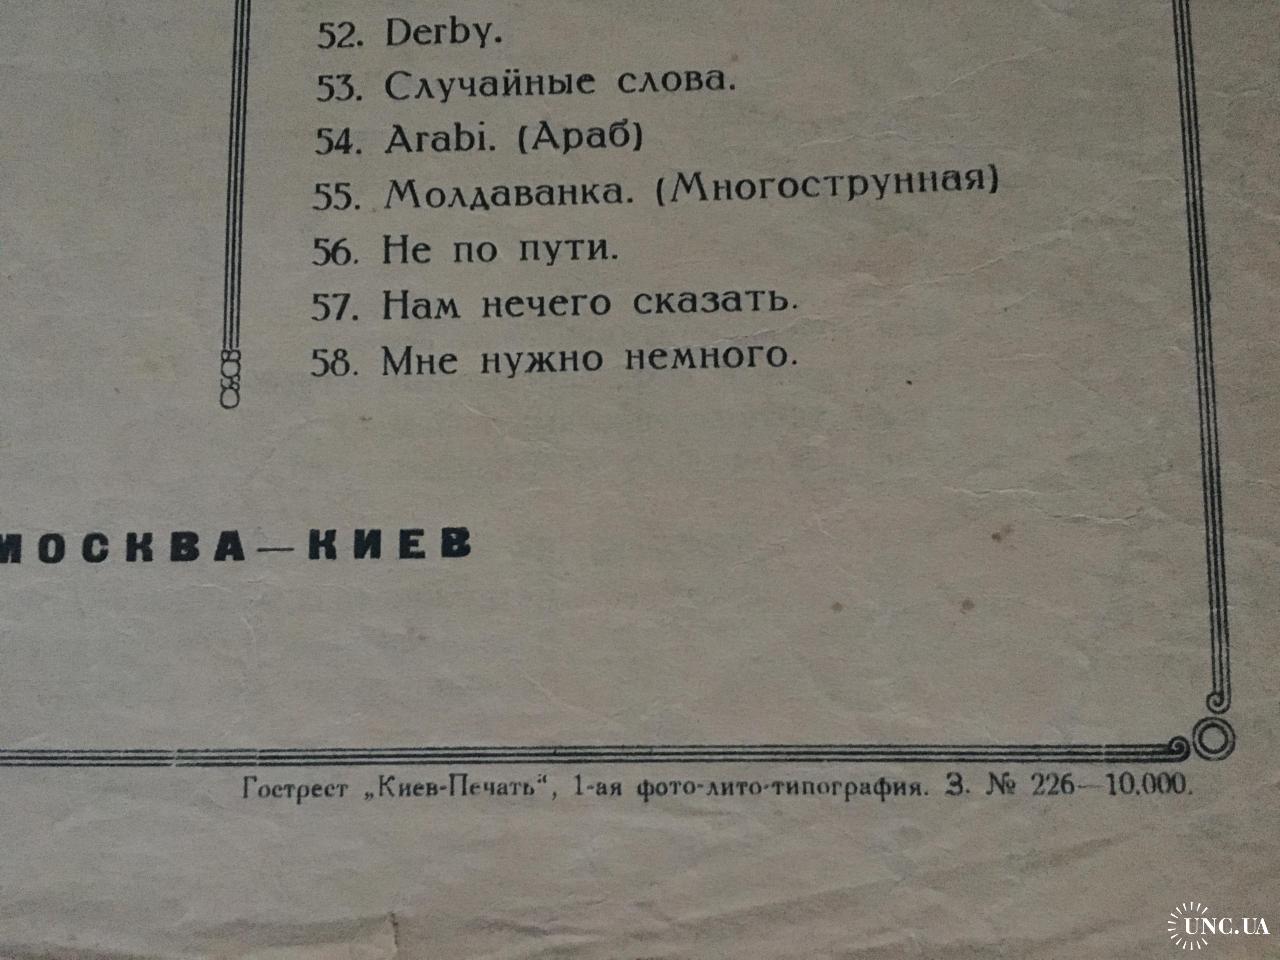 52. Derby.
53. Случайные слова.
54. Arabi. (Араб)
55. Молдаванка. (Многострунная)
56. Не по пути.
57. Нам нечего сказать.
58. Мне нужно немного.
МОСКВА—КИЕВ
Гострест „Киев-Печать“, 1-ая фото-лито-типография. З. № 226—10.000.
UNC.UA